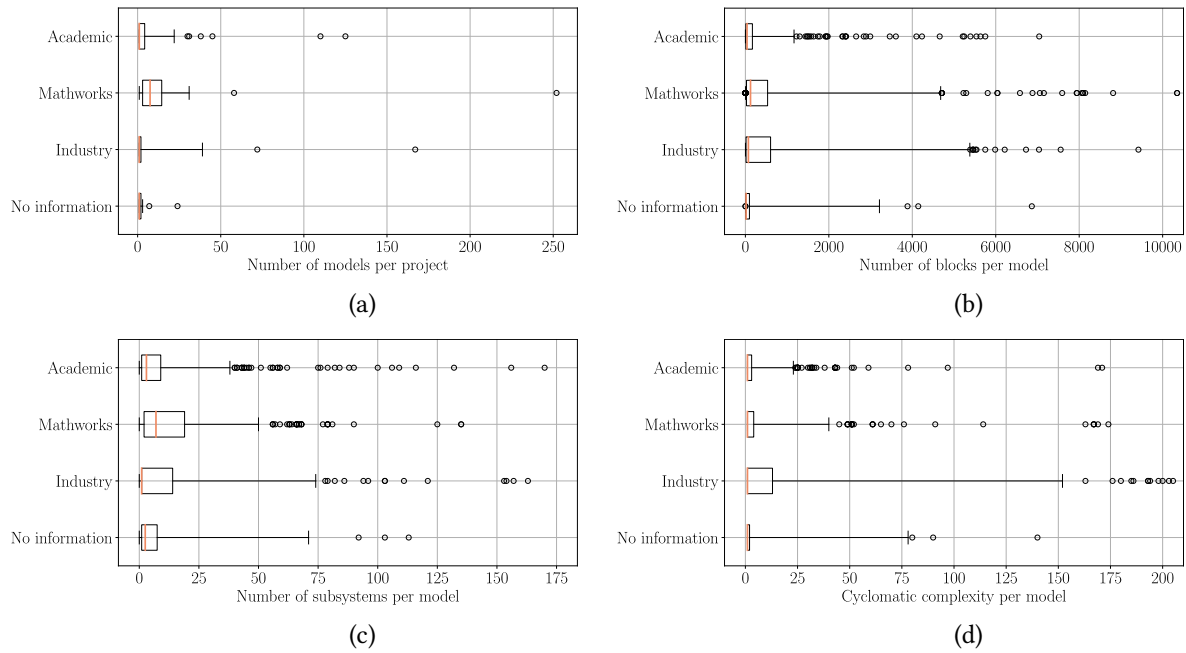 Academic
Mathworks
Industry
No information
0 50 100 150 200 250
Number of models per project
(a)
Academic
Mathworks
Industry
No information
0 2000 4000 6000 8000 10000
Number of blocks per model
(b)
Academic
Mathworks
Industry
No information
0 25 50 75 100 125 150 175
Number of subsystems per model
(c)
Academic
Mathworks
Industry
No information
0 25 50 75 100 125 150 175 200
Cyclomatic complexity per model
(d)